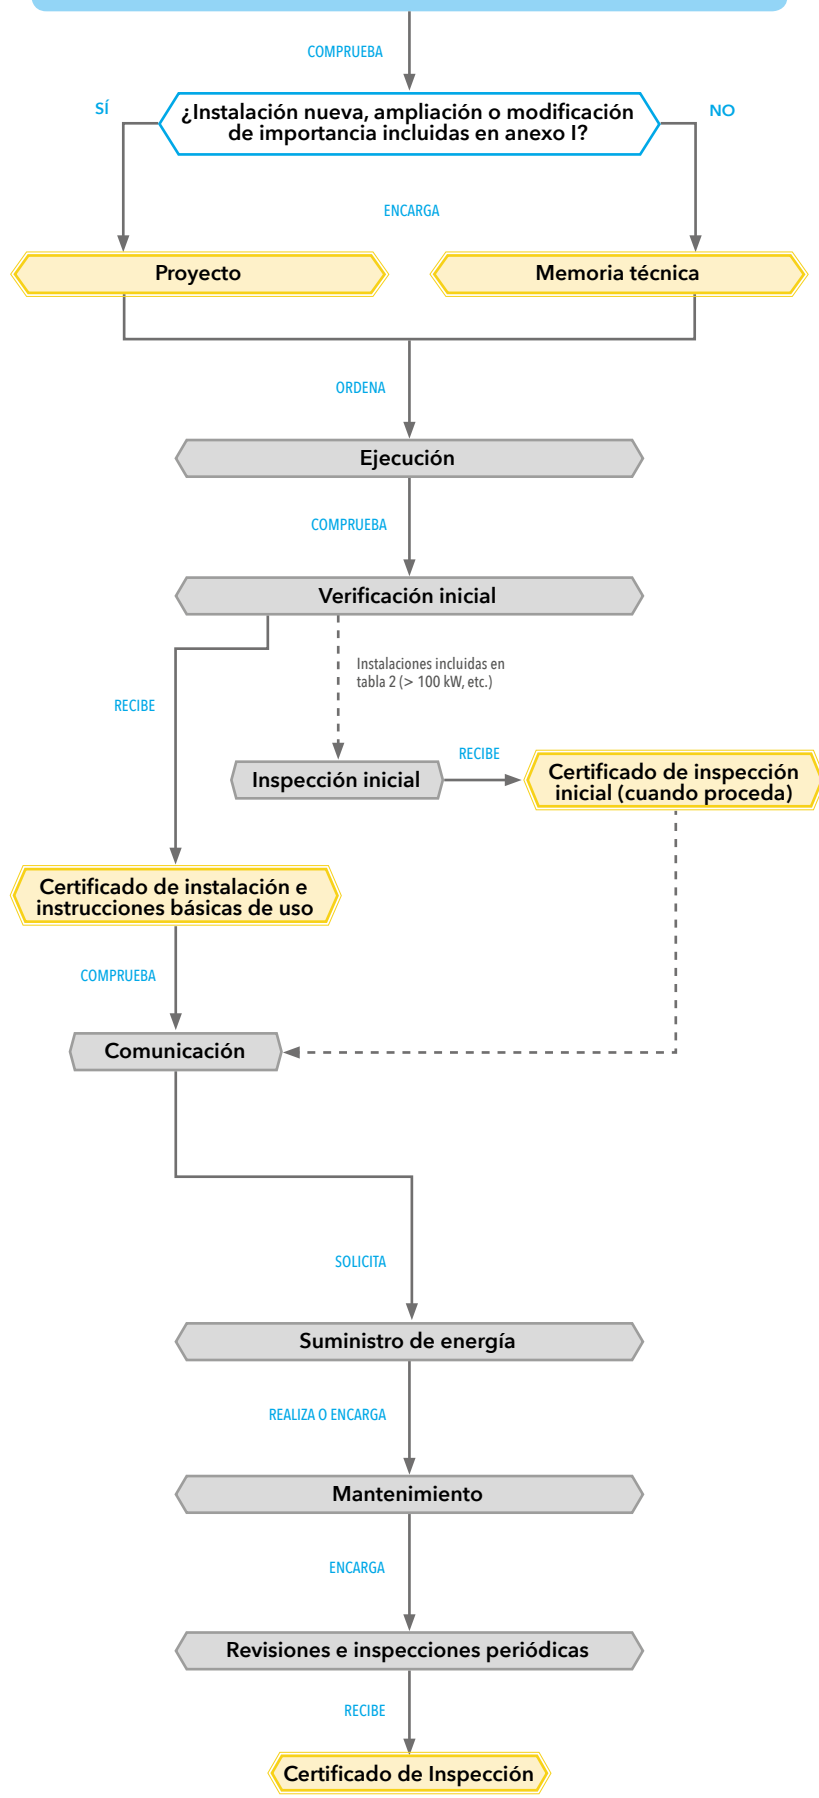 COMPRUEBA
SÍ
¿Instalación nueva, ampliación o modificación
de importancia incluidas en anexo I?
NO
ENCARGA
Proyecto
Memoria técnica
ORDENA
Ejecución
COMPRUEBA
Verificación inicial
Instalaciones incluidas en
tabla 2 (> 100 kW, etc.)
RECIBE
RECIBE
Inspección inicial
Certificado de inspección
inicial (cuando proceda)
Certificado de instalación e
instrucciones básicas de uso
COMPRUEBA
Comunicación
SOLICITA
Suministro de energía
REALIZA O ENCARGA
Mantenimiento
ENCARGA
Revisiones e inspecciones periódicas
RECIBE
Certificado de Inspección